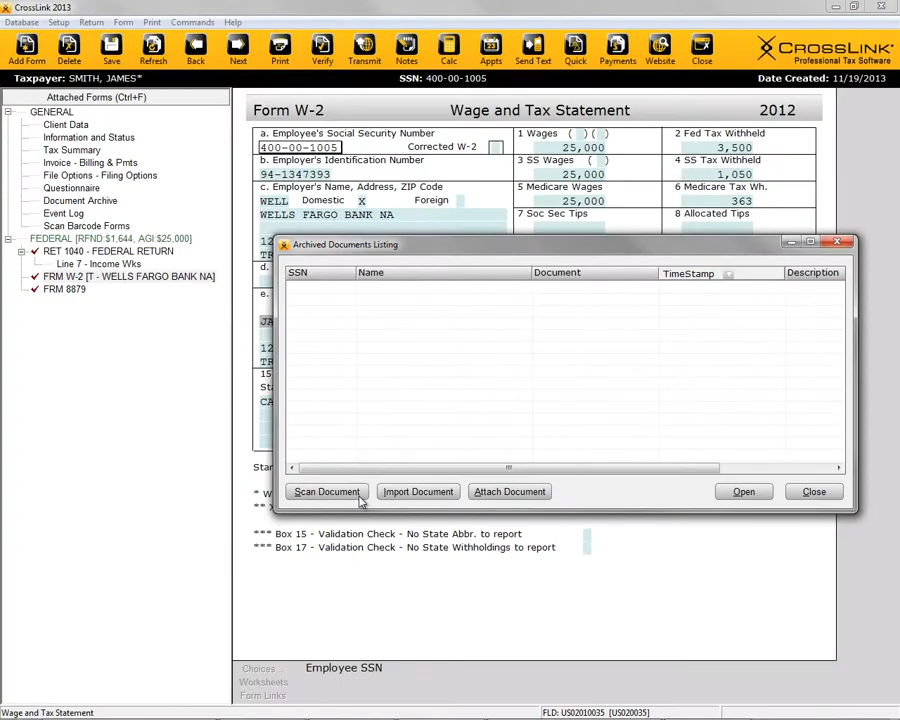 CrossLink 2013
Database Setup Return Form Print Commands Help
Add Form Delete Save Refresh Back Next Print Verify Transmit Notes Calc Appts Send Text Quick Payments Website Close
CROSSLINK
Professional Tax Software
Taxpayer: SMITH, JAMES* SSN: 400-00-1005 Date Created: 11/19/2013
Attached Forms (Ctrl+F)
GENERAL
Client Data
Information and Status
Tax Summary
Invoice - Billing & Pmts
File Options - Filing Options
Questionnaire
Document Archive
Event Log
Scan Barcode Forms
FEDERAL [RFND:$1,644, AGI:$25,000]
RET 1040 - FEDERAL RETURN
Line 7 - Income Wks
FRM W-2 [T - WELLS FARGO BANK NA]
FRM 8879
Form W-2 Wage and Tax Statement 2012
a. Employee's Social Security Number
400-00-1005 Corrected W-2
b. Employer's Identification Number
94-1347393
c. Employer's Name, Address, ZIP Code
WELL Domestic X Foreign
WELLS FARGO BANK NA
12
TR
d.
e.
JA
12
TR
15
Sta
CA
1 Wages ( ) ( ) 2 Fed Tax Withheld
25,000 3,500
3 SS Wages ( ) 4 SS Tax Withheld
25,000 1,050
5 Medicare Wages 6 Medicare Tax Wh.
25,000 363
7 Soc Sec Tips 8 Allocated Tips
Archived Documents Listing
SSN Name Document TimeStamp Description
Scan Document Import Document Attach Document Open Close
Star
* W
** X
*** Box 15 - Validation Check - No State Abbr. to report
*** Box 17 - Validation Check - No State Withholdings to report
Choices... Employee SSN
Worksheets
Form Links
Wage and Tax Statement FLD: US02010035 [US020035]